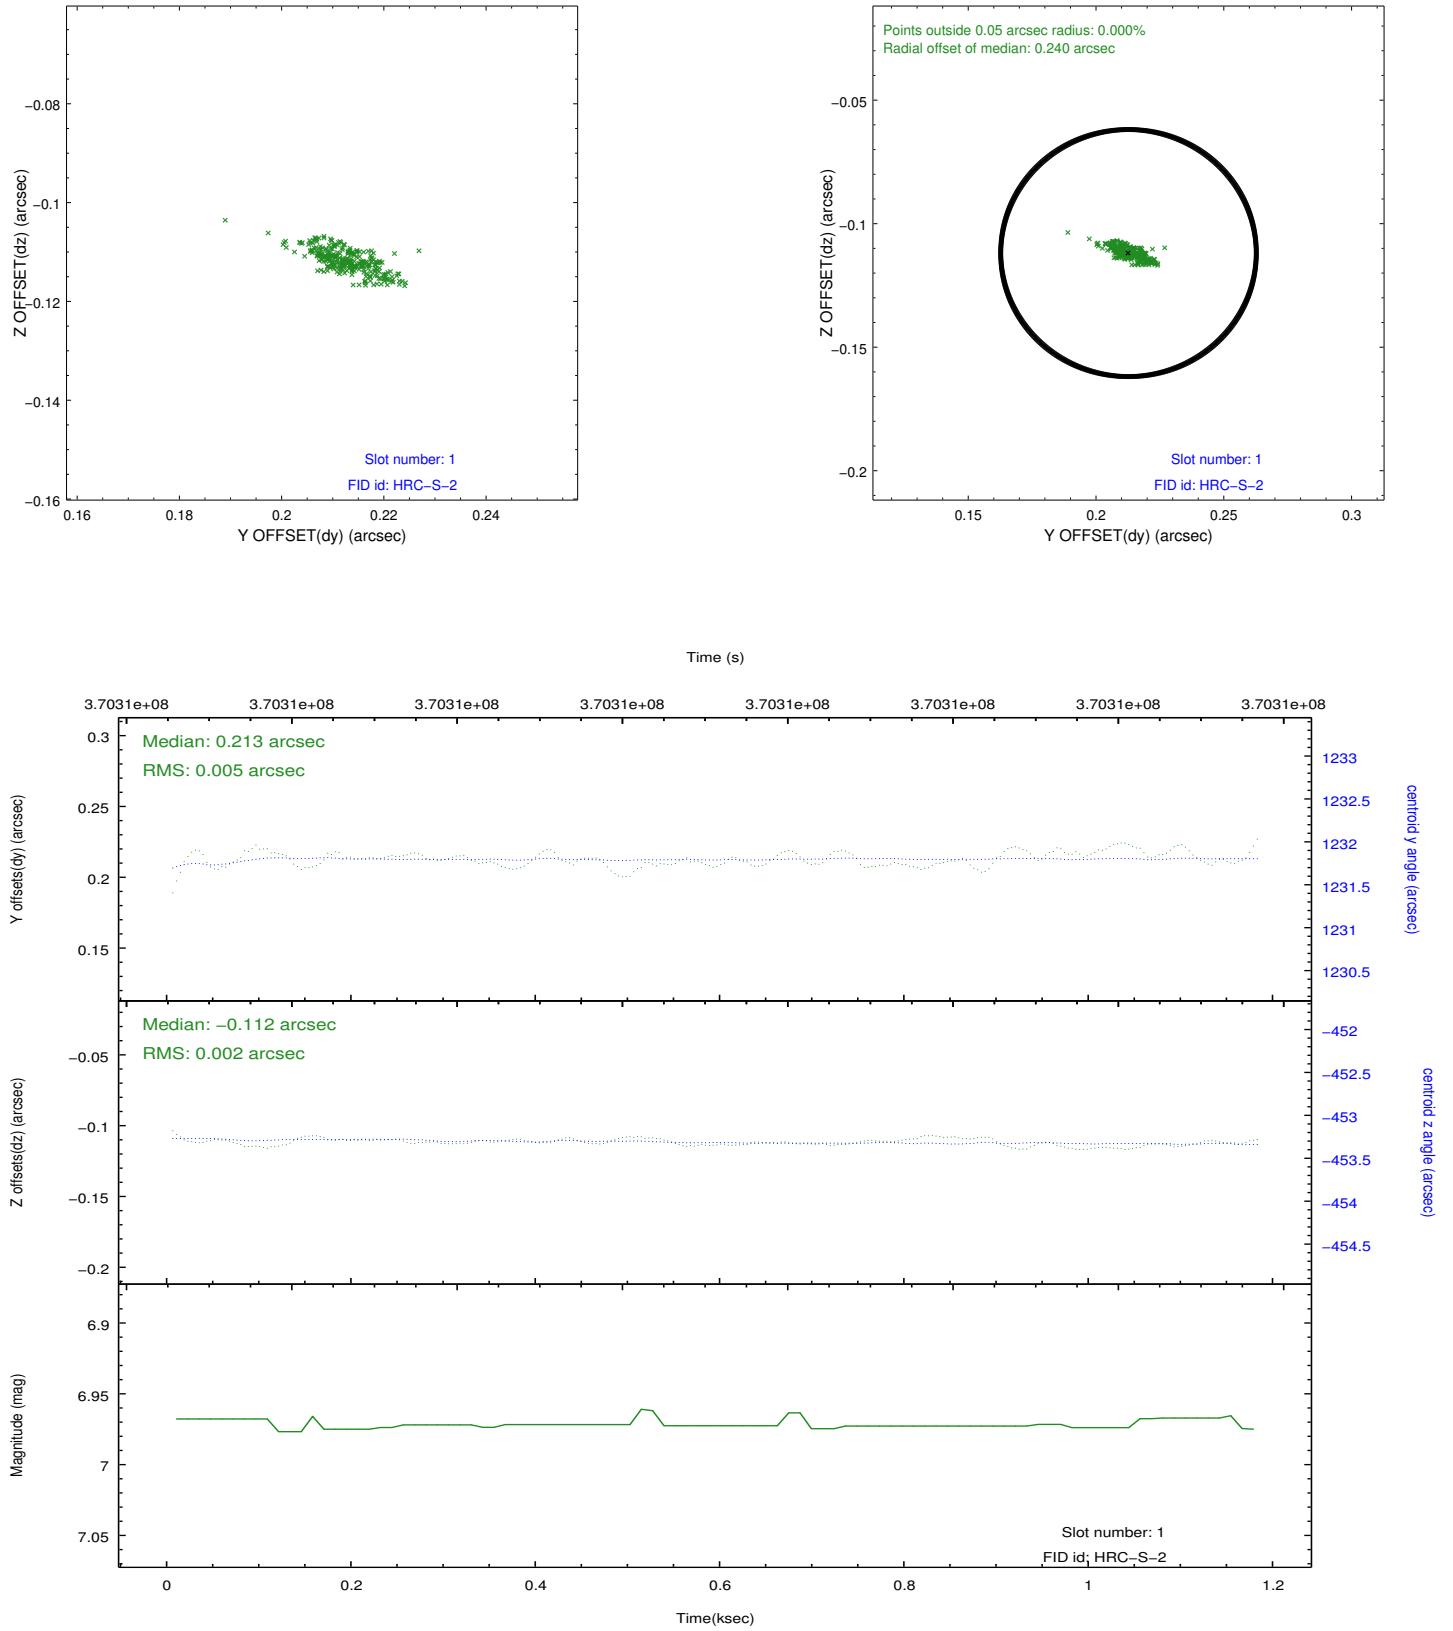 −0.08
−0.1
−0.12
−0.14
−0.16
Z OFFSET(dz) (arcsec)
Slot number: 1
FID id: HRC−S−2
0.16
0.18
0.2
0.22
0.24
Y OFFSET(dy) (arcsec)
Points outside 0.05 arcsec radius: 0.000%
Radial offset of median: 0.240 arcsec
−0.05
−0.1
−0.15
−0.2
Z OFFSET(dz) (arcsec)
Slot number: 1
FID id: HRC−S−2
0.15
0.2
0.25
0.3
Y OFFSET(dy) (arcsec)
Time (s)
3.7031e+08
3.7031e+08
3.7031e+08
3.7031e+08
3.7031e+08
3.7031e+08
3.7031e+08
3.7031e+08
Median: 0.213 arcsec
RMS: 0.005 arcsec
0.3
0.25
0.2
0.15
Y offsets(dy) (arcsec)
1233
1232.5
1232
1231.5
1231
1230.5
centroid y angle (arcsec)
Median: −0.112 arcsec
RMS: 0.002 arcsec
−0.05
−0.1
−0.15
−0.2
Z offsets(dz) (arcsec)
−452
−452.5
−453
−453.5
−454
−454.5
centroid z angle (arcsec)
6.9
6.95
7
7.05
Magnitude (mag)
Slot number: 1
FID id: HRC−S−2
0
0.2
0.4
0.6
0.8
1
1.2
Time(ksec)